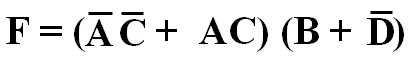 F = (A̅ C̅ + AC) (B + D̅)